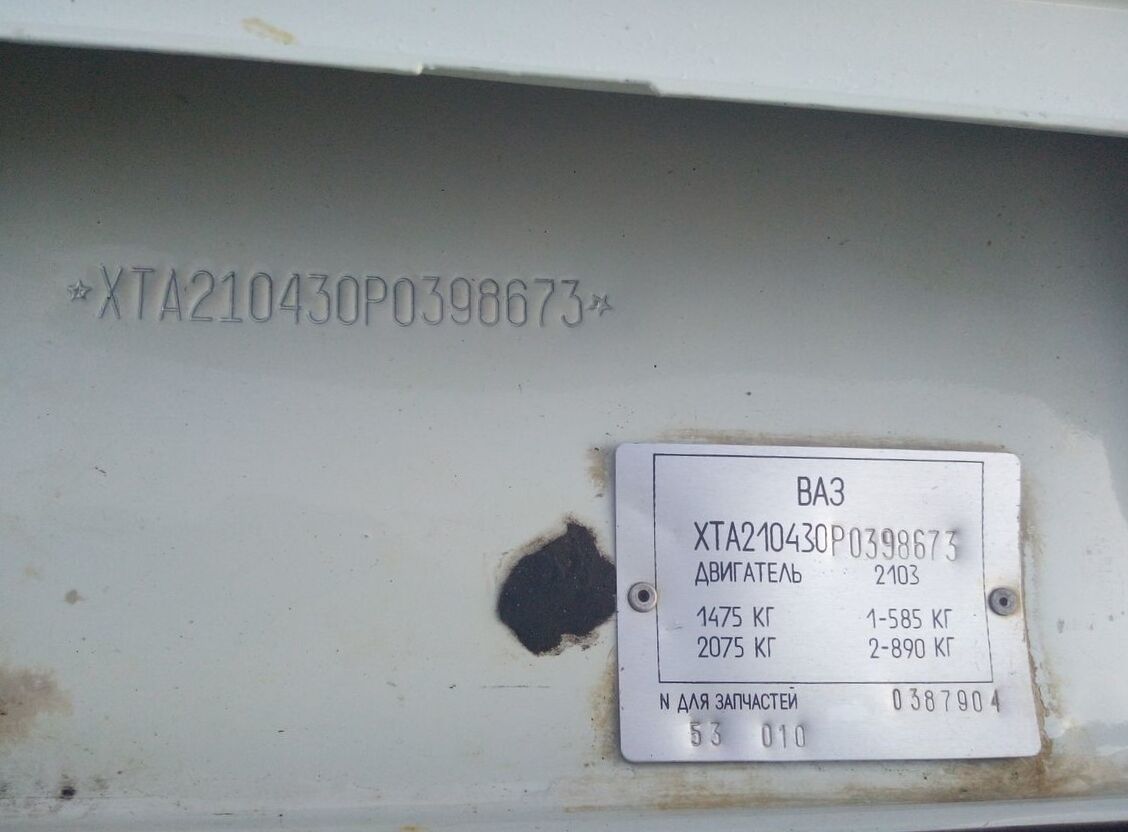 *XTA210430P0398673*
ВАЗ
XTA210430P0398673
ДВИГАТЕЛЬ 2103
1475 КГ 1-585 КГ
2075 КГ 2-890 КГ
N ДЛЯ ЗАПЧАСТЕЙ 0387904
53 010